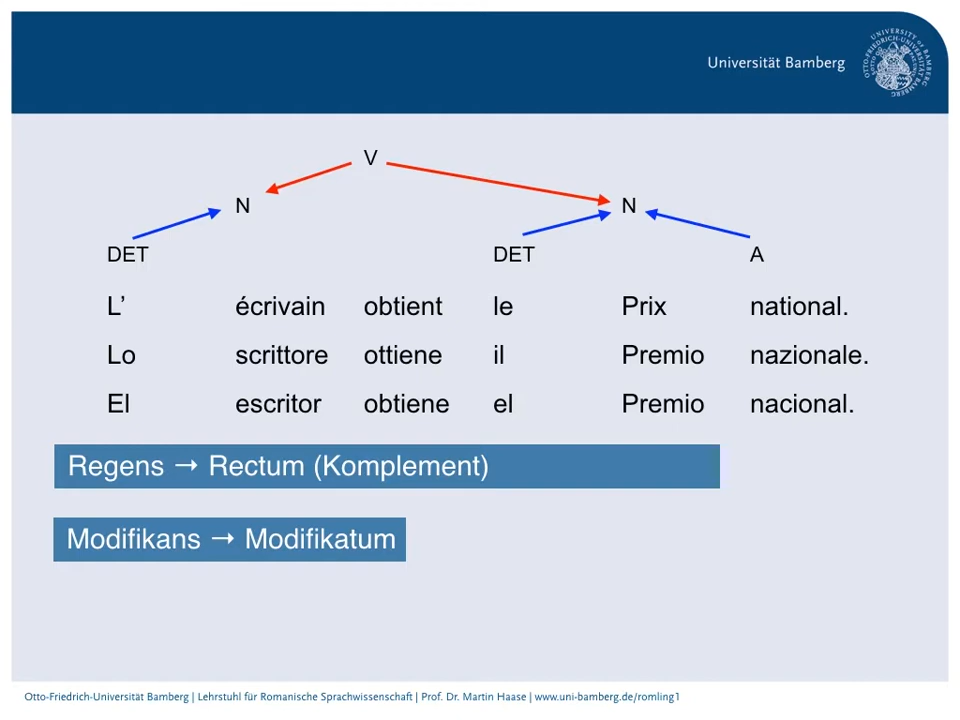 Universität Bamberg
V
N N
DET DET A
L’ écrivain obtient le Prix national.
Lo scrittore ottiene il Premio nazionale.
El escritor obtiene el Premio nacional.
Regens → Rectum (Komplement)
Modifikans → Modifikatum
Otto-Friedrich-Universität Bamberg | Lehrstuhl für Romanische Sprachwissenschaft | Prof. Dr. Martin Haase | www.uni-bamberg.de/romling1